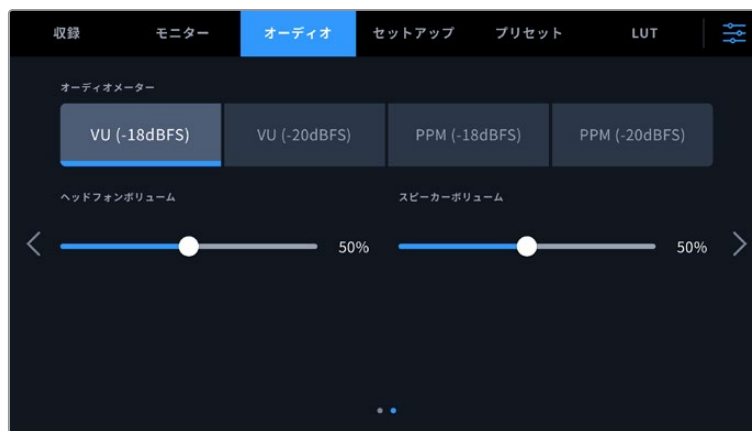 収録 モニター オーディオ セットアップ プリセット LUT
オーディオメーター
VU (-18dBFS) VU (-20dBFS) PPM (-18dBFS) PPM (-20dBFS)
ヘッドフォンボリューム スピーカーボリューム
50% 50%